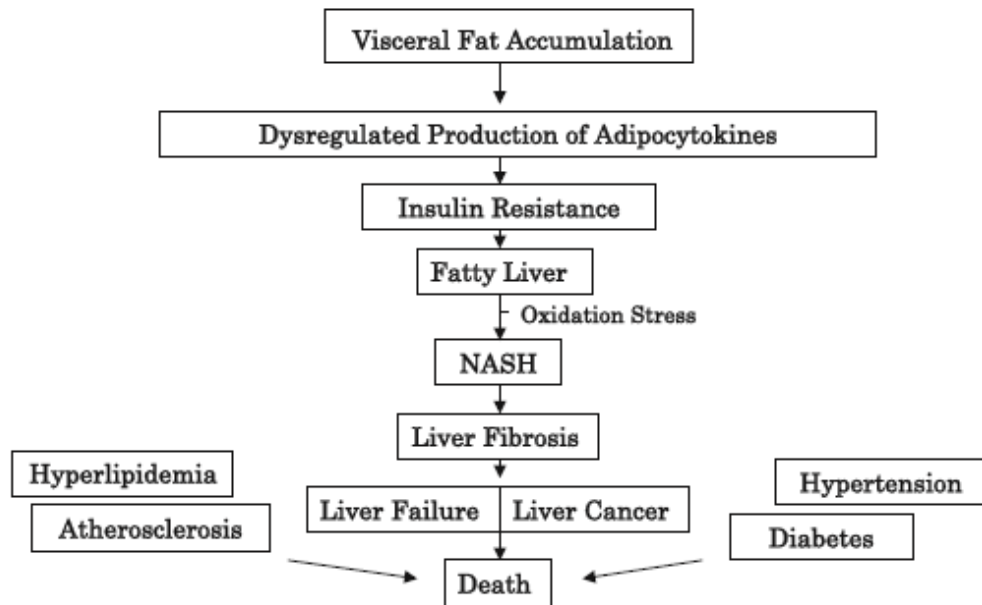 Visceral Fat Accumulation
Dysregulated Production of Adipocytokines
Insulin Resistance
Fatty Liver
Oxidation Stress
NASH
Liver Fibrosis
Hyperlipidemia
Hypertension
Liver Failure
Liver Cancer
Atherosclerosis
Diabetes
Death